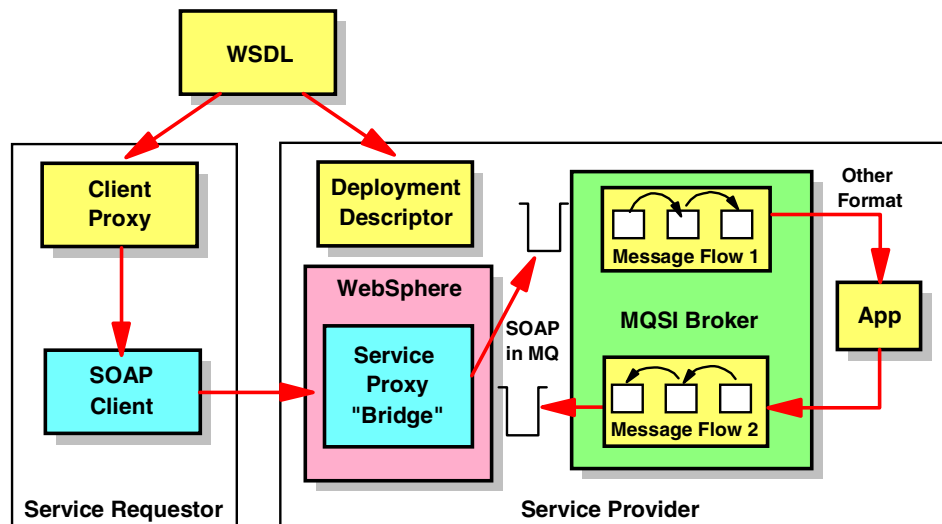 WSDL
Client
Proxy
Deployment
Descriptor
Other
Format
Message Flow 1
WebSphere
MQSI Broker
App
SOAP
in MQ
SOAP
Client
Service
Proxy
"Bridge"
Message Flow 2
Service Requestor
Service Provider